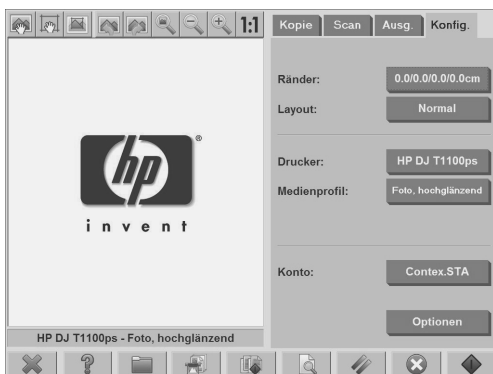 1:1
Kopie Scan Ausg. Konfig.
Ränder: 0.0/0.0/0.0/0.0cm
Layout: Normal
Drucker: HP DJ T1100ps
Medienprofil: Foto, hochglänzend
Konto: Contex.STA
Optionen
hp ®
invent
HP DJ T1100ps - Foto, hochglänzend
?